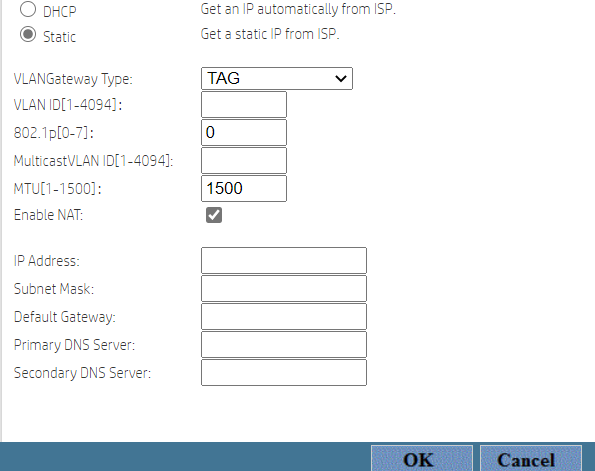 DHCP Get an IP automatically from ISP.
Static Get a static IP from ISP.
VLANGateway Type: TAG
VLAN ID[1-4094]:
802.1p[0-7]: 0
MulticastVLAN ID[1-4094]:
MTU[1-1500]: 1500
Enable NAT:
IP Address:
Subnet Mask:
Default Gateway:
Primary DNS Server:
Secondary DNS Server:
OK Cancel